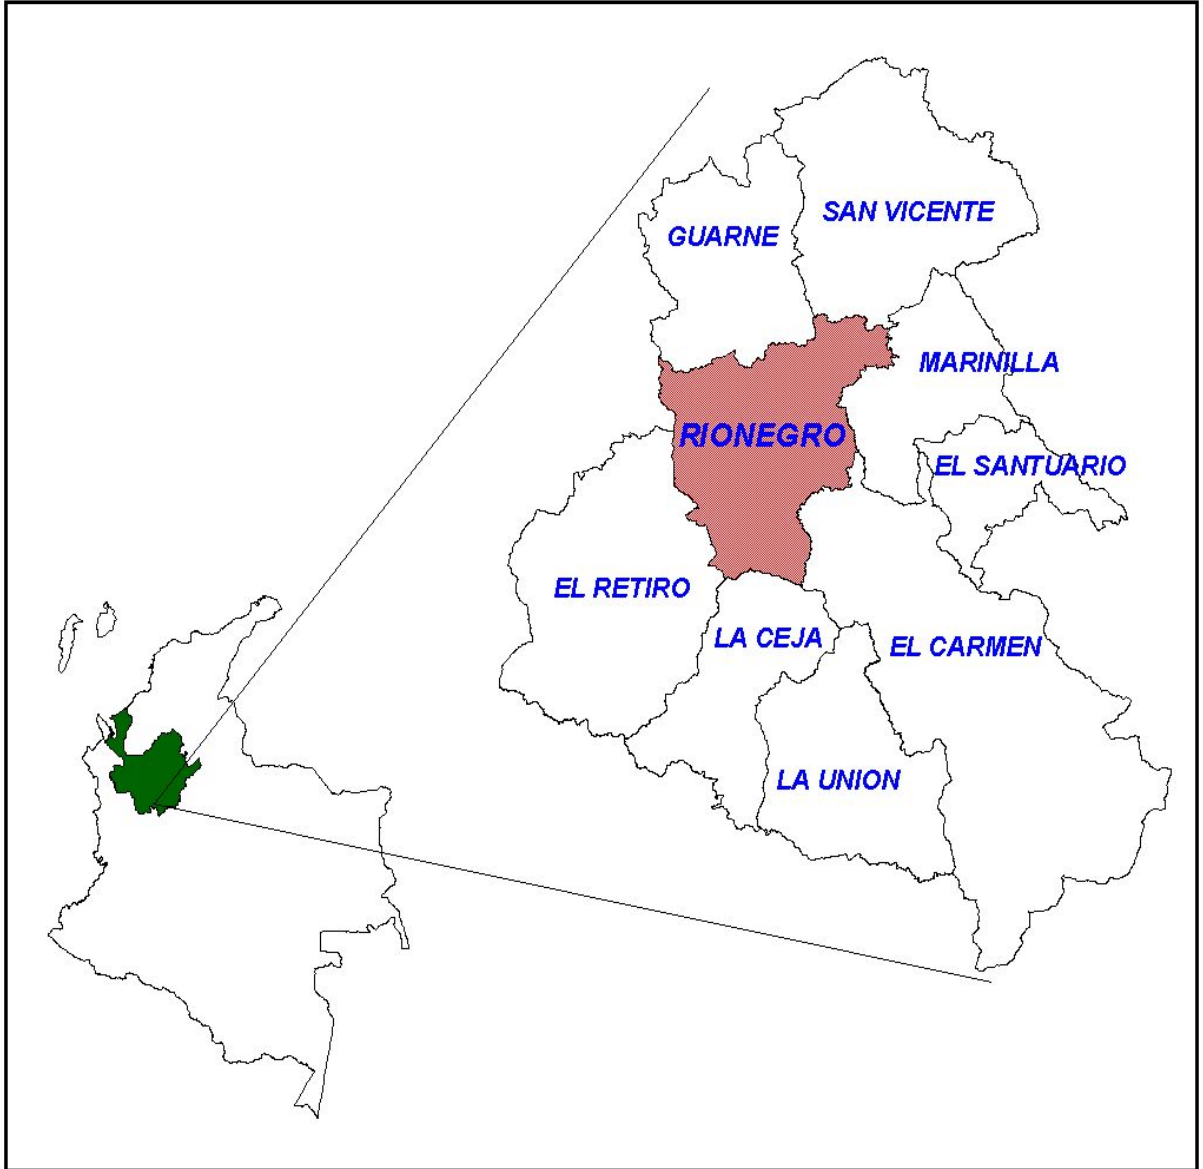 SAN VICENTE
GUARNE
MARINILLA
RIONEGRO
EL SANTUARIO
EL RETIRO
LA CEJA
EL CARMEN
LA UNION